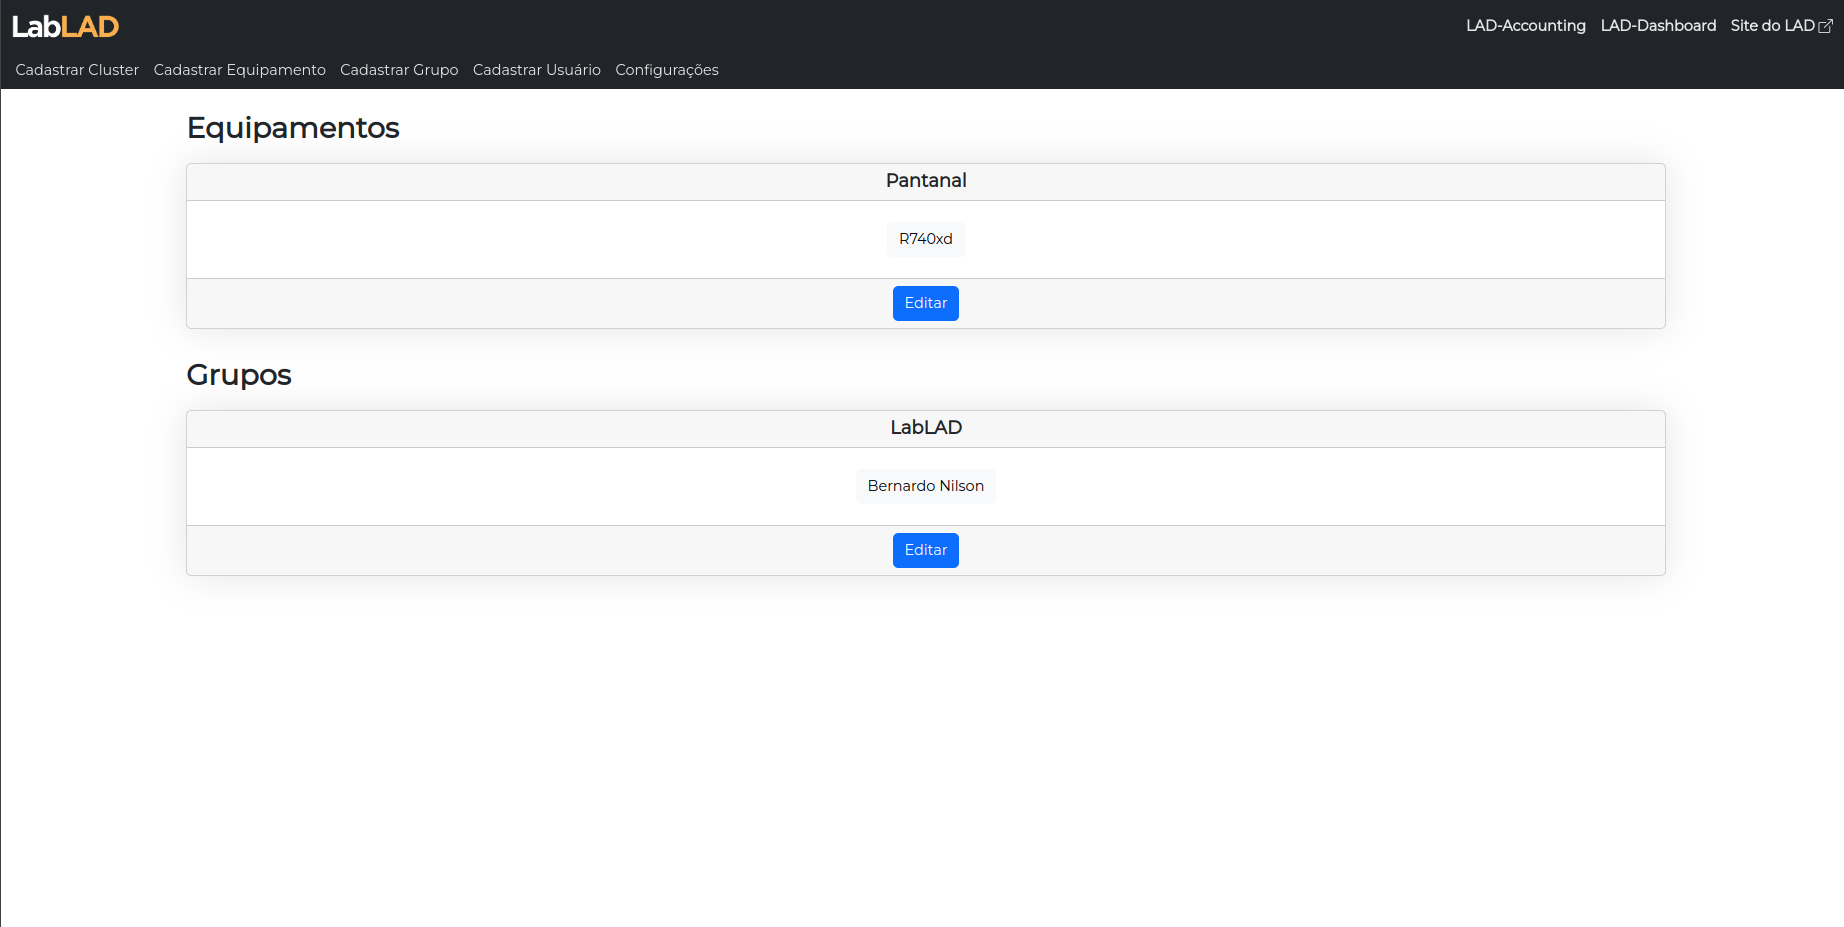 LabLAD
LAD-Accounting LAD-Dashboard Site do LAD
Cadastrar Cluster Cadastrar Equipamento Cadastrar Grupo Cadastrar Usuário Configurações
Equipamentos
Pantanal
R740xd
Editar
Grupos
LabLAD
Bernardo Nilson
Editar